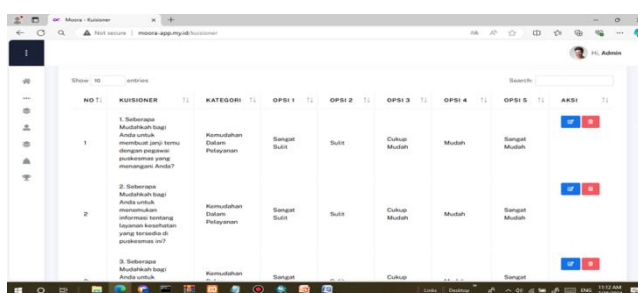 Moora - Kuisioner
Not secure | moora-app.my.id/kuisioner
Hi, Admin
Show 10 entries
Search:
NO KUISIONER KATEGORI OPSI 1 OPSI 2 OPSI 3 OPSI 4 OPSI 5 AKSI
1
1. Seberapa
Mudahkah bagi
Anda untuk
membuat janji temu
dengan pegawai
puskesmas yang
menangani Anda?
Kemudahan
Dalam
Pelayanan
Sangat
Sulit
Sulit
Cukup
Mudah
Mudah
Sangat
Mudah
2
2. Seberapa
Mudahkah bagi
Anda untuk
menemukan
informasi tentang
layanan kesehatan
yang tersedia di
puskesmas ini?
Kemudahan
Dalam
Pelayanan
Sangat
Sulit
Sulit
Cukup
Mudah
Mudah
Sangat
Mudah
3. Seberapa
Mudahkah bagi
Anda untuk
Kemudahan
Sangat
Cukup
Sangat
Links Desktop
ENG
11:12 AM